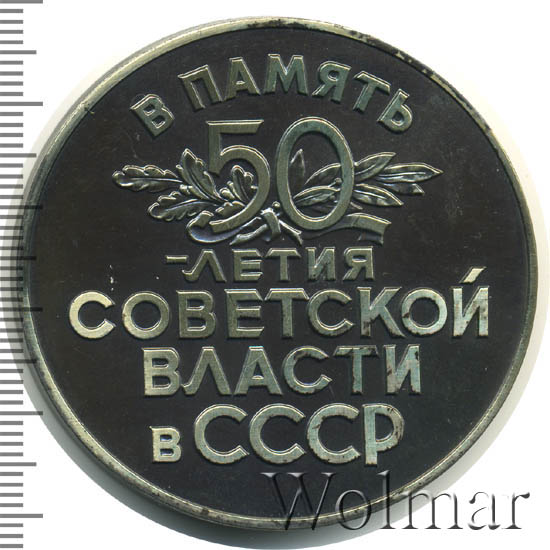 В ПАМЯТЬ
50
-ЛЕТИЯ
СОВЕТСКОЙ
ВЛАСТИ
В СССР
Wolmar